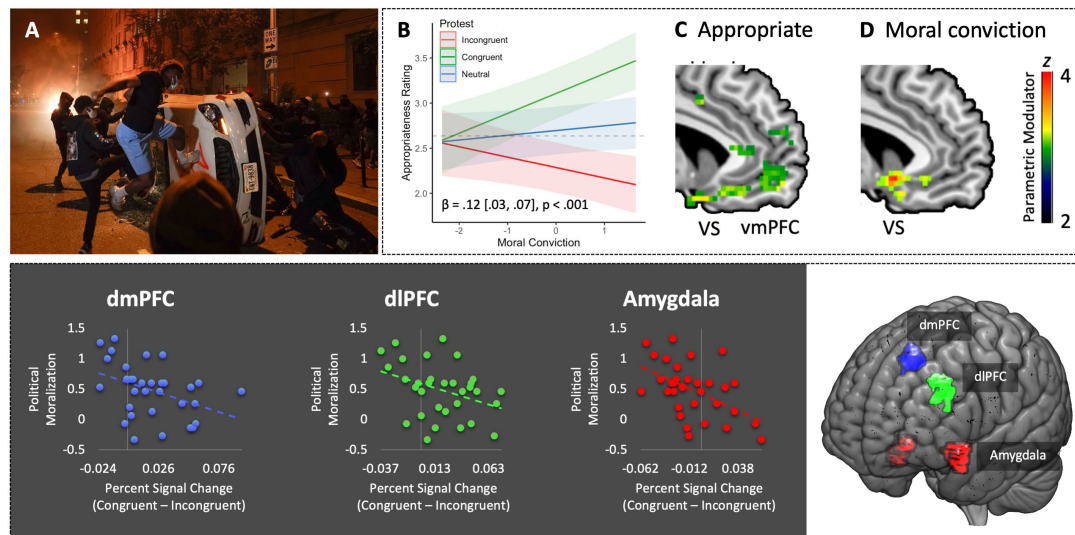 A
ONE
WAY
B
Protest
Incongruent
Congruent
Neutral
Appropriateness Rating
3.5
3.0
2.5
2.0
β = .12 [.03, .07], p < .001
-2
-1
0
1
Moral Conviction
C Appropriate
VS
vmPFC
D Moral conviction
VS
Z
4
Parametric Modulator
2
dmPFC
Political
Moralization
1.5
1
0.5
0
-0.5
-0.024
0.026
0.076
Percent Signal Change
(Congruent – Incongruent)
dlPFC
Political
Moralization
1.5
1
0.5
0
-0.5
-0.037
0.013
0.063
Percent Signal Change
(Congruent – Incongruent)
Amygdala
Political
Moralization
1.5
1
0.5
0
-0.5
-0.062
-0.012
0.038
Percent Signal Change
(Congruent – Incongruent)
dmPFC
dlPFC
Amygdala